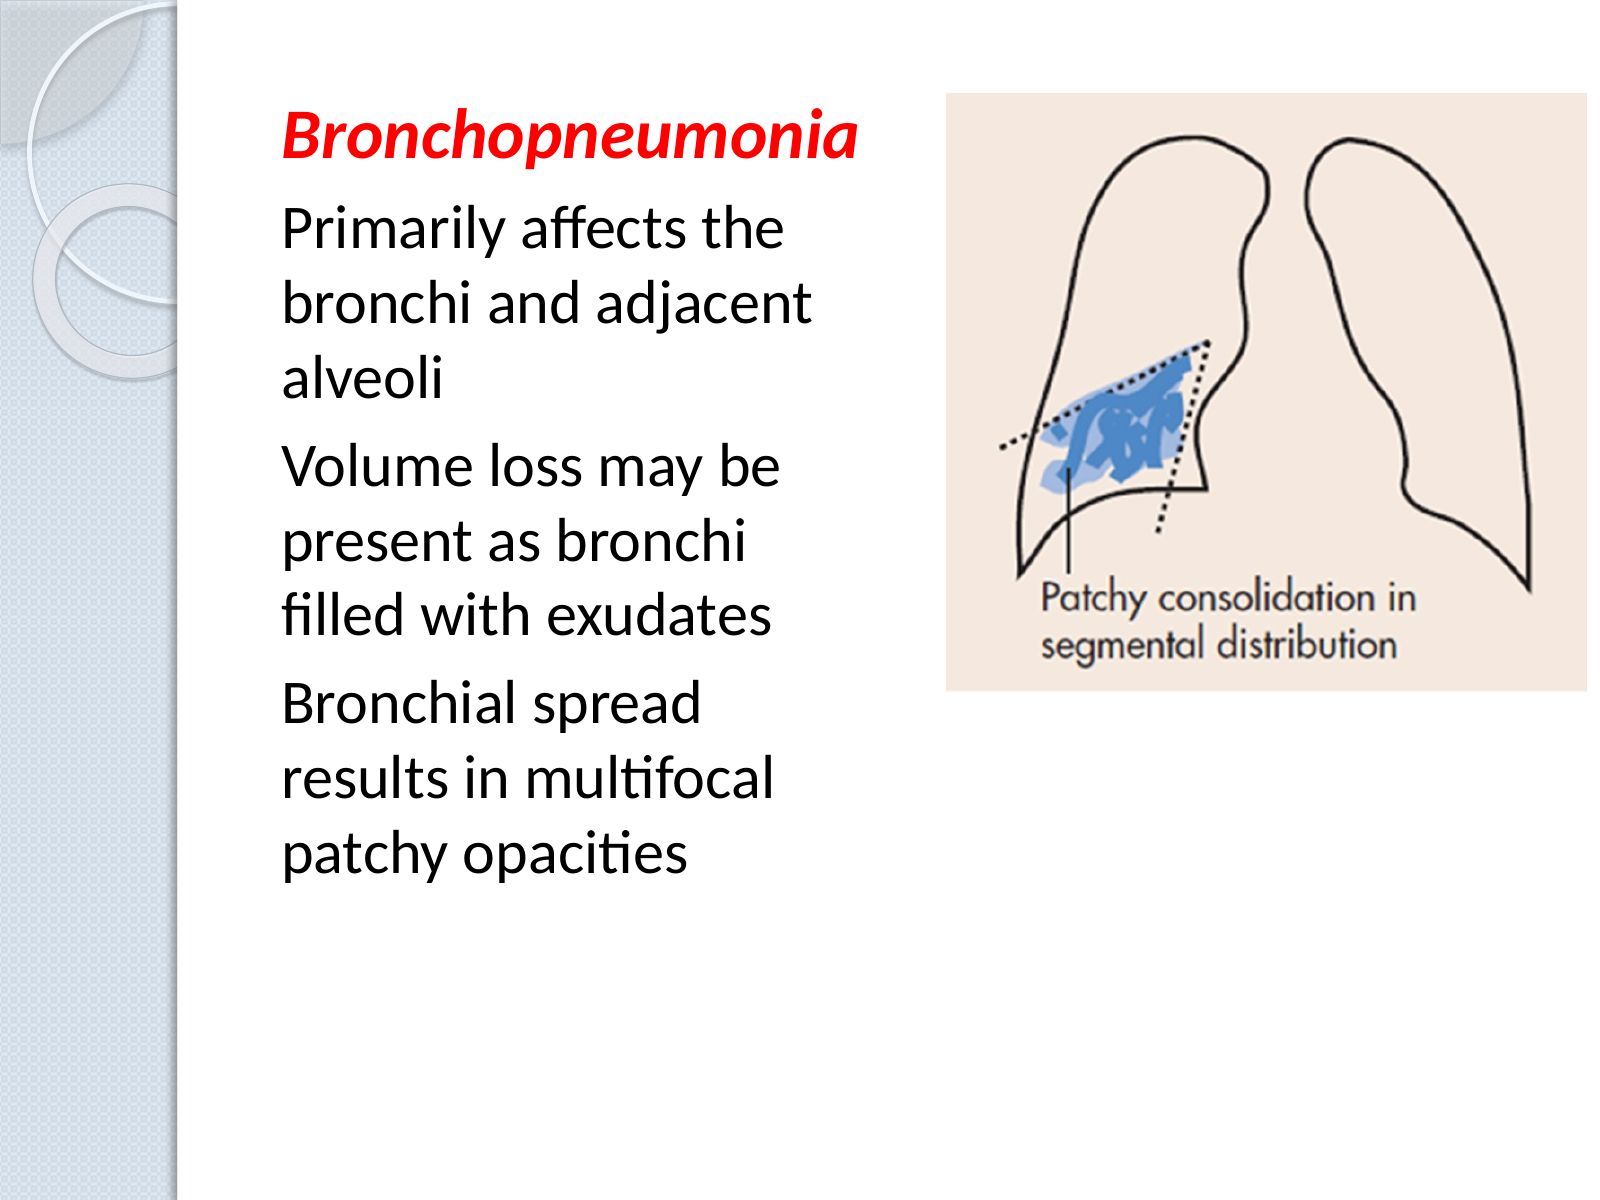 Bronchopneumonia
Primarily affects the
bronchi and adjacent
alveoli
Volume loss may be
present as bronchi
filled with exudates
Bronchial spread
results in multifocal
patchy opacities
Patchy consolidation in
segmental distribution